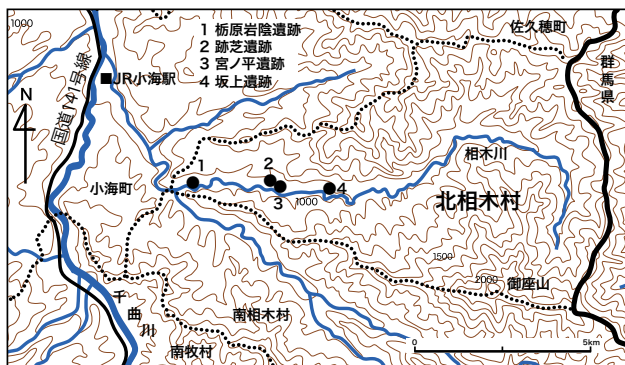 1000
1 栃原岩陰遺跡
2 跡芝遺跡
3 宮ノ平遺跡
4 坂上遺跡
佐久穂町
群馬県
N
JR小海駅
国道141号線
小海町
1
2
3
4
1000
相木川
北相木村
1500
2000
御座山
千曲川
南相木村
南牧村
0
5km